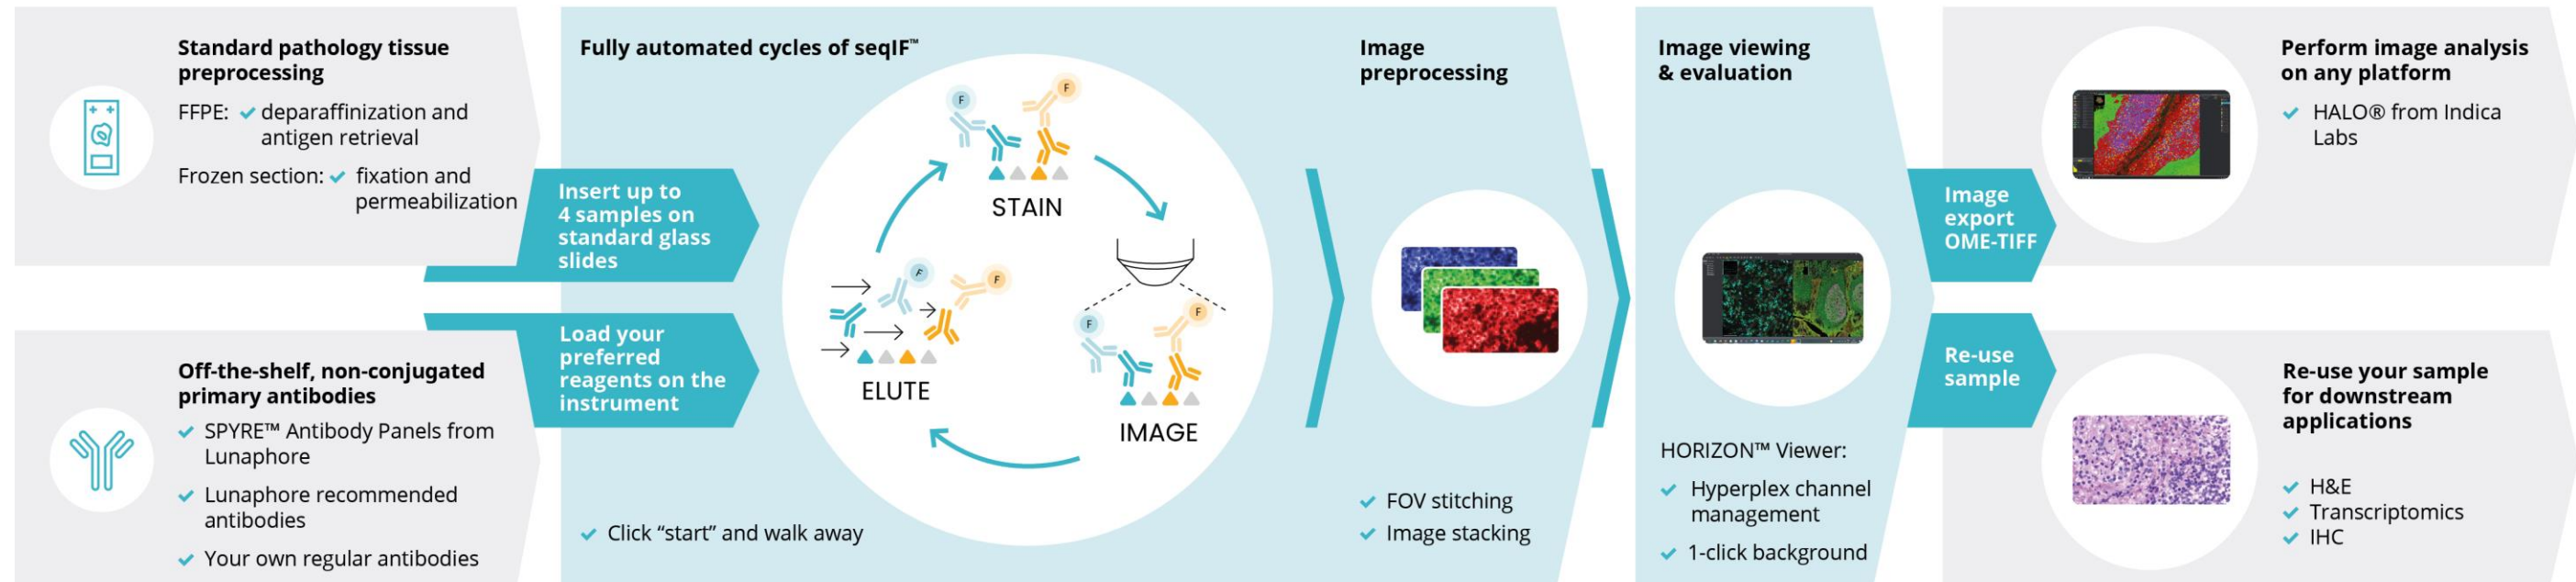 Standard pathology tissue
preprocessing
FFPE: deparaffinization and
antigen retrieval
Frozen section: fixation and
permeabilization
Off-the-shelf, non-conjugated
primary antibodies
SPYRE™ Antibody Panels from
Lunaphore
Lunaphore recommended
antibodies
Your own regular antibodies
Insert up to
4 samples on
standard glass
slides
Load your
preferred
reagents on the
instrument
Fully automated cycles of seqIF™
F
F
STAIN
F
F
IMAGE
F
F
ELUTE
Click “start” and walk away
Image
preprocessing
FOV stitching
Image stacking
Image viewing
& evaluation
HORIZON™ Viewer:
Hyperplex channel
management
1-click background
Image
export
OME-TIFF
Re-use
sample
Perform image analysis
on any platform
HALO® from Indica
Labs
Re-use your sample
for downstream
applications
H&E
Transcriptomics
IHC